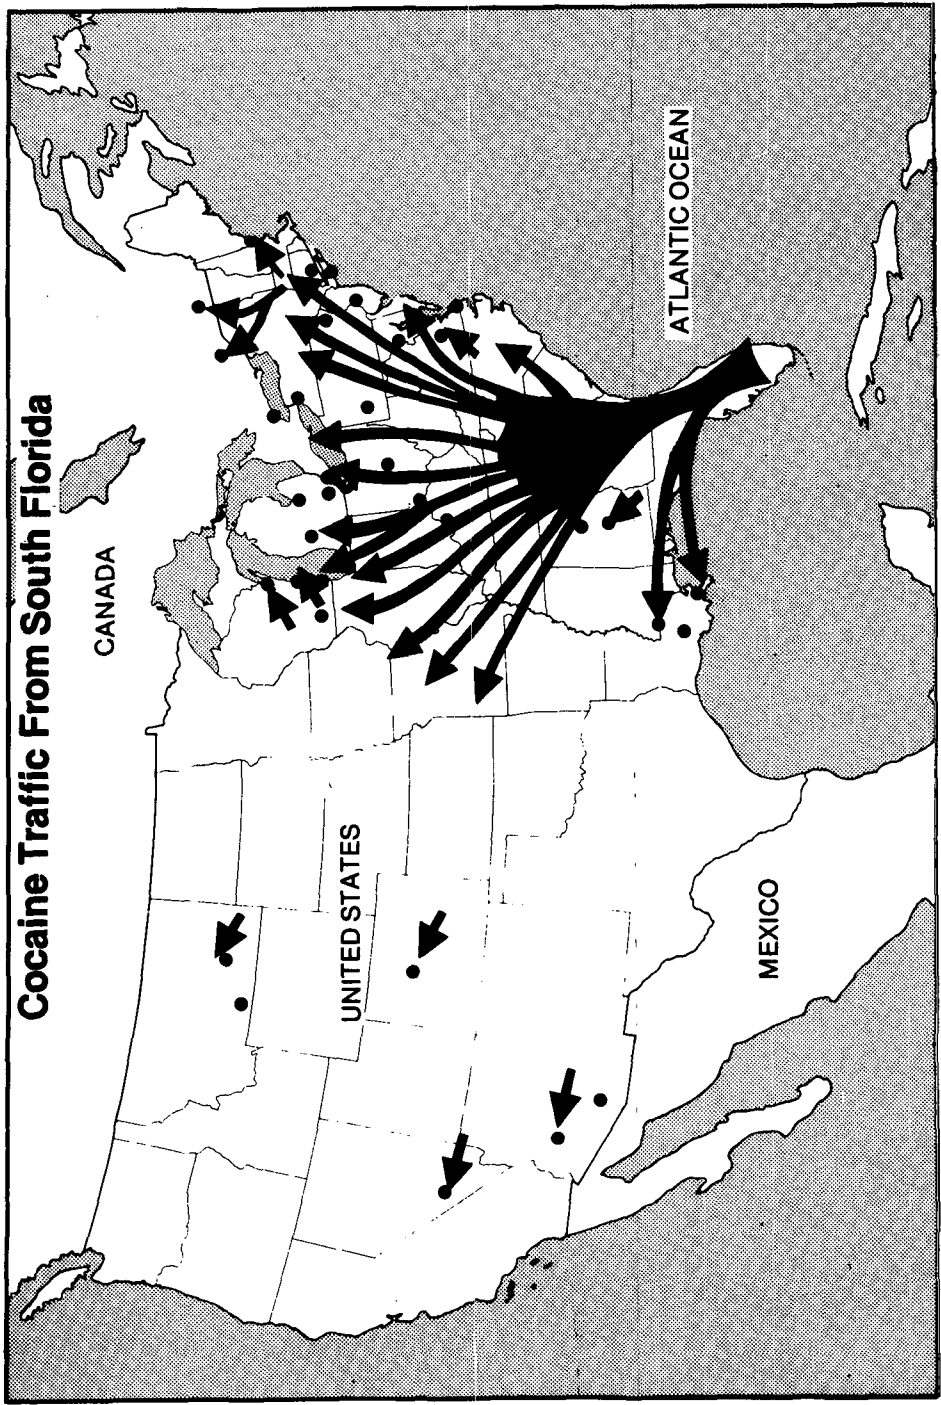 Cocaine Traffic From South Florida
CANADA
UNITED STATES
ATLANTIC OCEAN
MEXICO